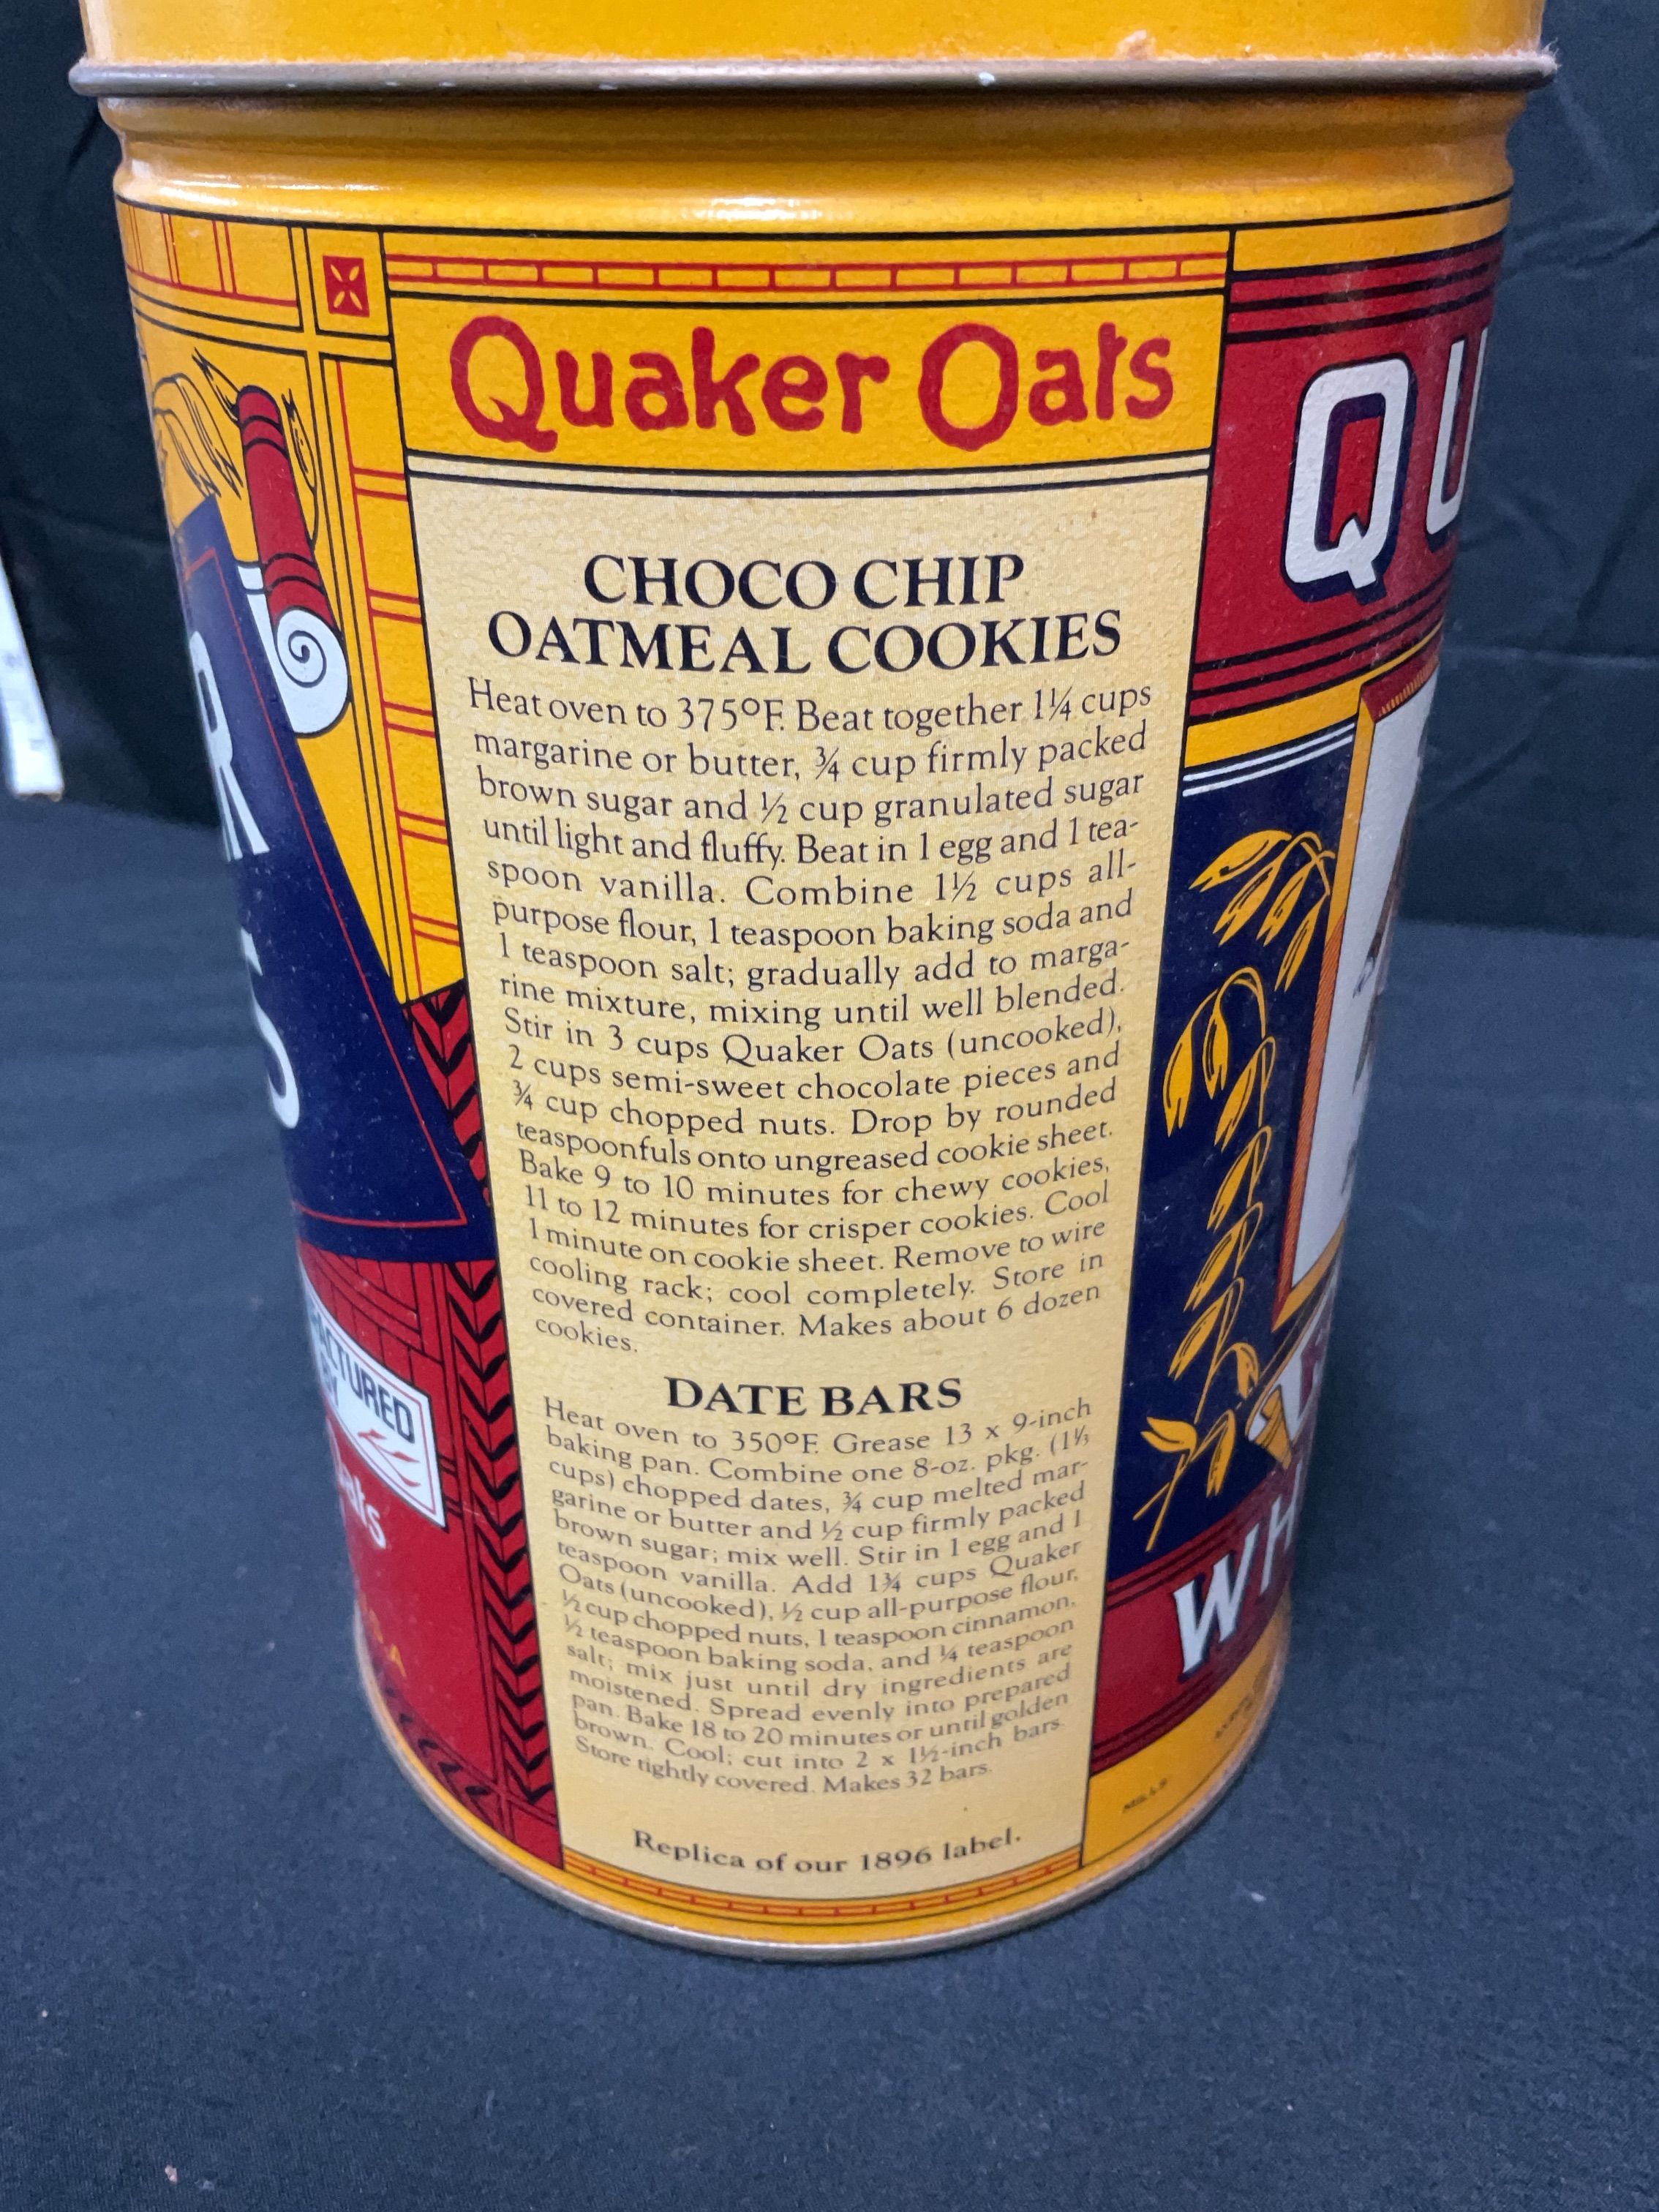 Quaker Oats
CHOCO CHIP
OATMEAL COOKIES
Heat oven to 375°F. Beat together 1¼ cups
margarine or butter, ¾ cup firmly packed
brown sugar and ½ cup granulated sugar
until light and fluffy. Beat in 1 egg and 1 tea-
spoon vanilla. Combine 1½ cups all-
purpose flour, 1 teaspoon baking soda and
1 teaspoon salt; gradually add to marga-
rine mixture, mixing until well blended.
Stir in 3 cups Quaker Oats (uncooked),
2 cups semi-sweet chocolate pieces and
¾ cup chopped nuts. Drop by rounded
teaspoonfuls onto ungreased cookie sheet.
Bake 9 to 10 minutes for chewy cookies,
11 to 12 minutes for crisper cookies. Cool
1 minute on cookie sheet. Remove to wire
cooling rack; cool completely. Store in
covered container. Makes about 6 dozen
cookies.
DATE BARS
Heat oven to 350°F. Grease 13 x 9-inch
baking pan. Combine one 8-oz. pkg. (1⅓
cups) chopped dates, ¾ cup melted mar-
garine or butter and ½ cup firmly packed
brown sugar; mix well. Stir in 1 egg and 1
teaspoon vanilla. Add 1¾ cups Quaker
Oats (uncooked), ½ cup all-purpose flour,
½ cup chopped nuts, 1 teaspoon cinnamon,
½ teaspoon baking soda, and ¼ teaspoon
salt; mix just until dry ingredients are
moistened. Spread evenly into prepared
pan. Bake 18 to 20 minutes or until golden
brown. Cool; cut into 2 x 1½-inch bars.
Store tightly covered. Makes 32 bars.
Replica of our 1896 label.
QU
WH
MILLS